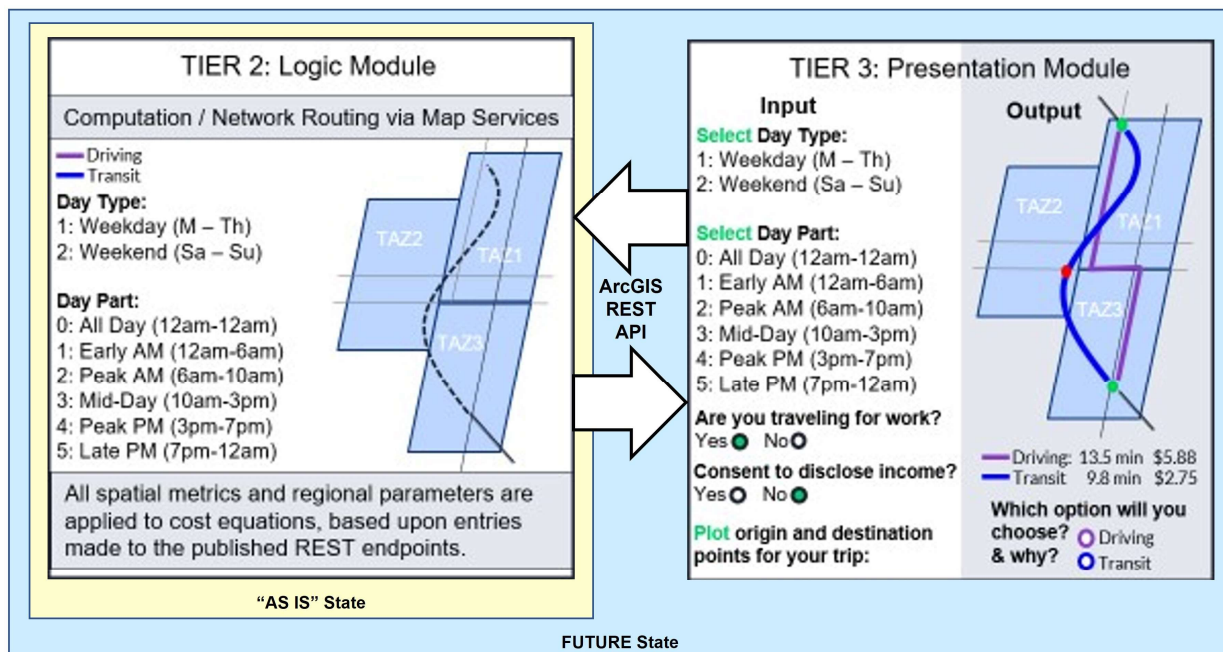 TIER 2: Logic Module
Computation / Network Routing via Map Services
Driving
Transit
Day Type:
1: Weekday (M – Th)
2: Weekend (Sa – Su)
Day Part:
0: All Day (12am-12am)
1: Early AM (12am-6am)
2: Peak AM (6am-10am)
3: Mid-Day (10am-3pm)
4: Peak PM (3pm-7pm)
5: Late PM (7pm-12am)
TAZ2
TAZ1
TAZ3
All spatial metrics and regional parameters are
applied to cost equations, based upon entries
made to the published REST endpoints.
"AS IS" State
ArcGIS
REST
API
TIER 3: Presentation Module
Input
Select Day Type:
1: Weekday (M – Th)
2: Weekend (Sa – Su)
Select Day Part:
0: All Day (12am-12am)
1: Early AM (12am-6am)
2: Peak AM (6am-10am)
3: Mid-Day (10am-3pm)
4: Peak PM (3pm-7pm)
5: Late PM (7pm-12am)
Are you traveling for work?
Yes No
Consent to disclose income?
Yes No
Plot origin and destination
points for your trip:
Output
TAZ2
TAZ1
TAZ3
Driving: 13.5 min $5.88
Transit 9.8 min $2.75
Which option will you
choose? Driving
& why? Transit
FUTURE State